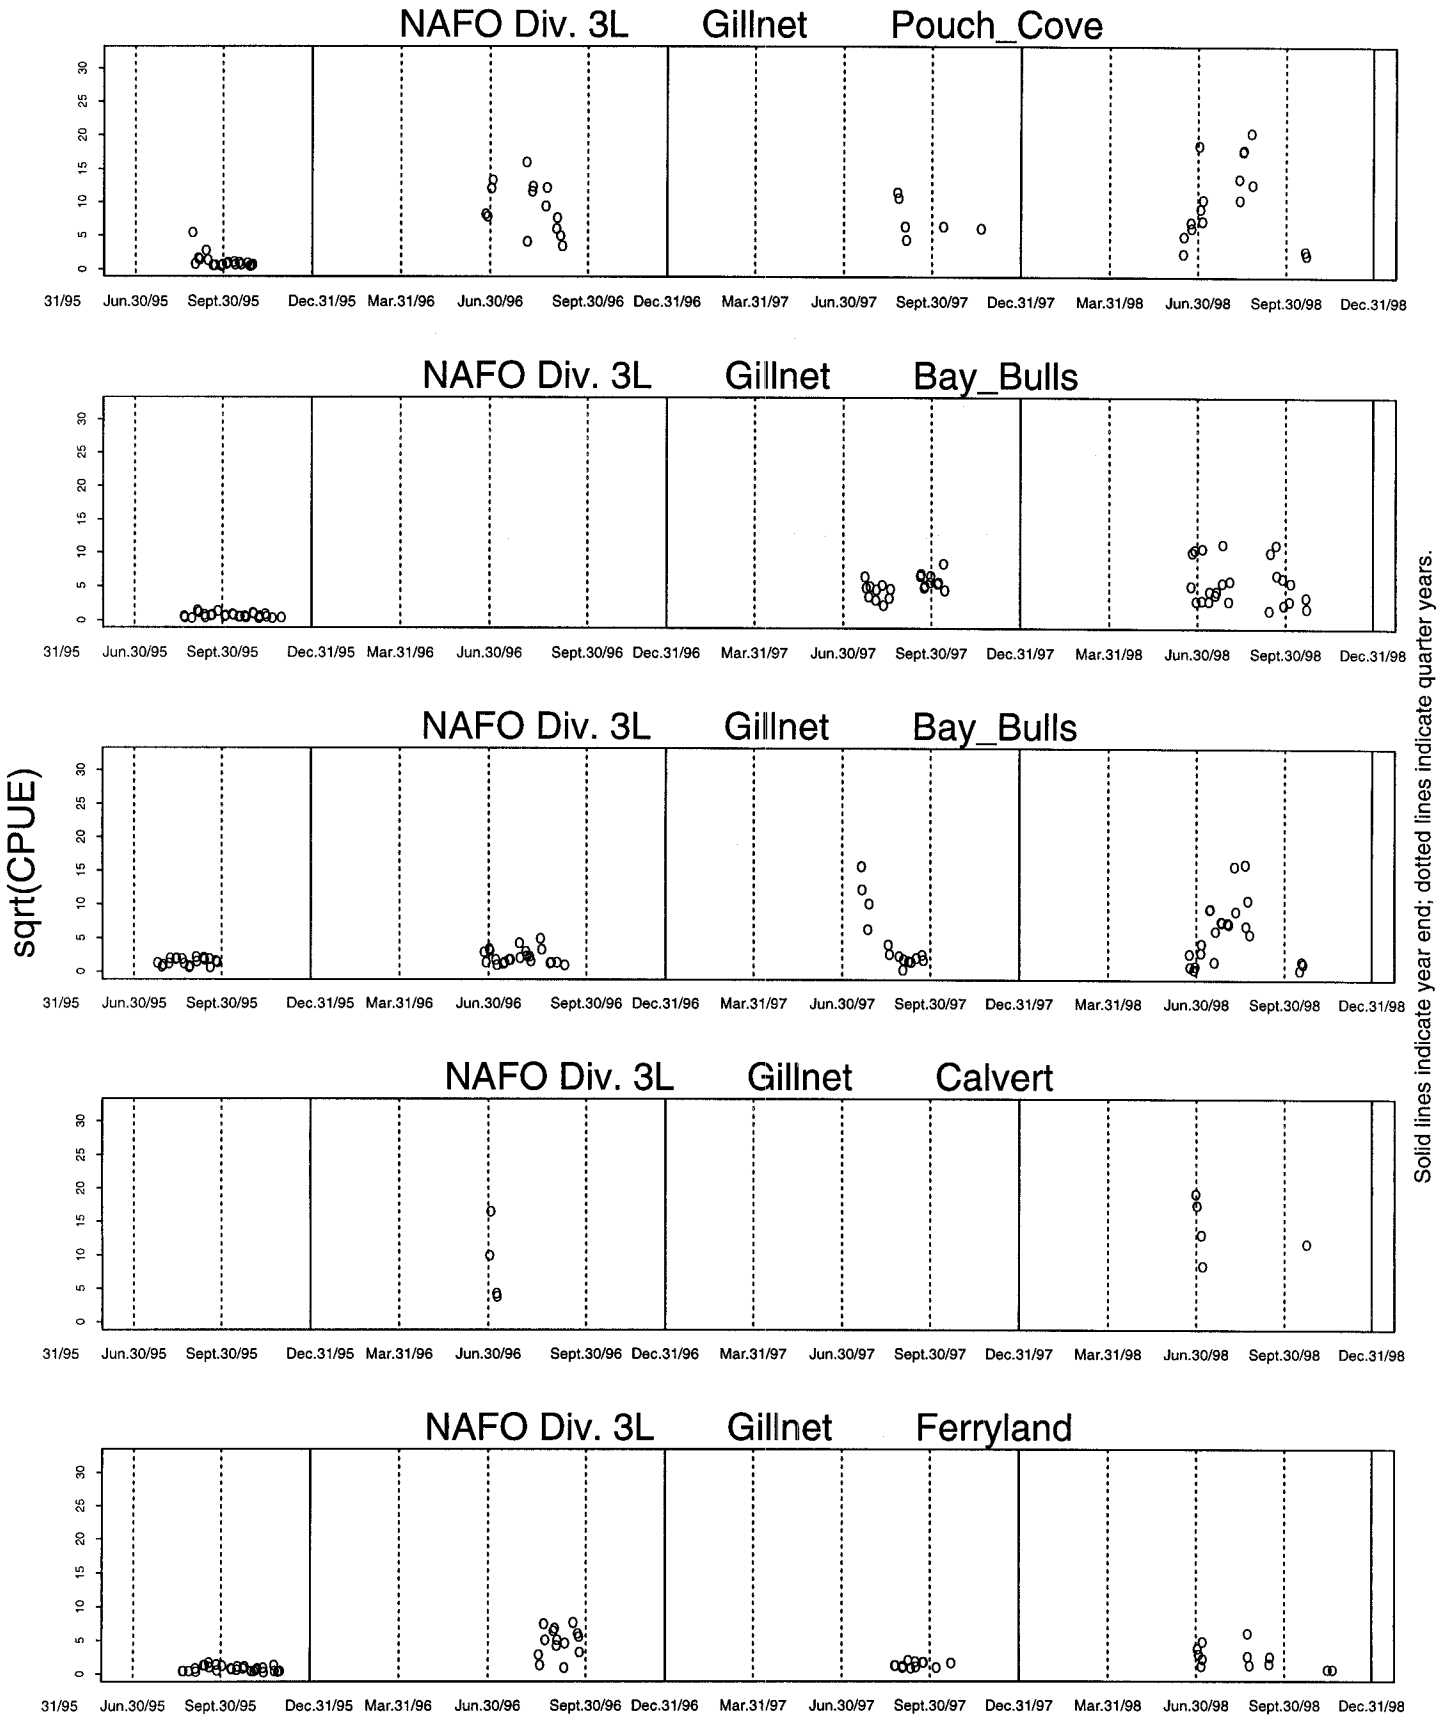 NAFO Div. 3L Gillnet Pouch_Cove
30
25
20
15
10
5
0
31/95 Jun.30/95 Sept.30/95 Dec.31/95 Mar.31/96 Jun.30/96 Sept.30/96 Dec.31/96 Mar.31/97 Jun.30/97 Sept.30/97 Dec.31/97 Mar.31/98 Jun.30/98 Sept.30/98 Dec.31/98
NAFO Div. 3L Gillnet Bay_Bulls
30
25
20
15
10
5
0
31/95 Jun.30/95 Sept.30/95 Dec.31/95 Mar.31/96 Jun.30/96 Sept.30/96 Dec.31/96 Mar.31/97 Jun.30/97 Sept.30/97 Dec.31/97 Mar.31/98 Jun.30/98 Sept.30/98 Dec.31/98
NAFO Div. 3L Gillnet Bay_Bulls
30
25
20
15
10
5
0
31/95 Jun.30/95 Sept.30/95 Dec.31/95 Mar.31/96 Jun.30/96 Sept.30/96 Dec.31/96 Mar.31/97 Jun.30/97 Sept.30/97 Dec.31/97 Mar.31/98 Jun.30/98 Sept.30/98 Dec.31/98
NAFO Div. 3L Gillnet Calvert
30
25
20
15
10
5
0
31/95 Jun.30/95 Sept.30/95 Dec.31/95 Mar.31/96 Jun.30/96 Sept.30/96 Dec.31/96 Mar.31/97 Jun.30/97 Sept.30/97 Dec.31/97 Mar.31/98 Jun.30/98 Sept.30/98 Dec.31/98
NAFO Div. 3L Gillnet Ferryland
30
25
20
15
10
5
0
31/95 Jun.30/95 Sept.30/95 Dec.31/95 Mar.31/96 Jun.30/96 Sept.30/96 Dec.31/96 Mar.31/97 Jun.30/97 Sept.30/97 Dec.31/97 Mar.31/98 Jun.30/98 Sept.30/98 Dec.31/98
sqrt(CPUE)
Solid lines indicate year end; dotted lines indicate quarter years.